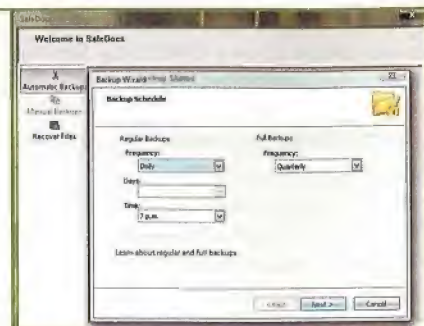 SafeDocs
Welcome to SafeDocs
Automatic Backup
Manual Backup
Recover Files
Backup Wizard
Backup Schedule
Regular Backups
Full Backups
Frequency:
Frequency:
Daily
Quarterly
Days:
Time:
7 p.m.
Learn about regular and full backups
Next >
Cancel